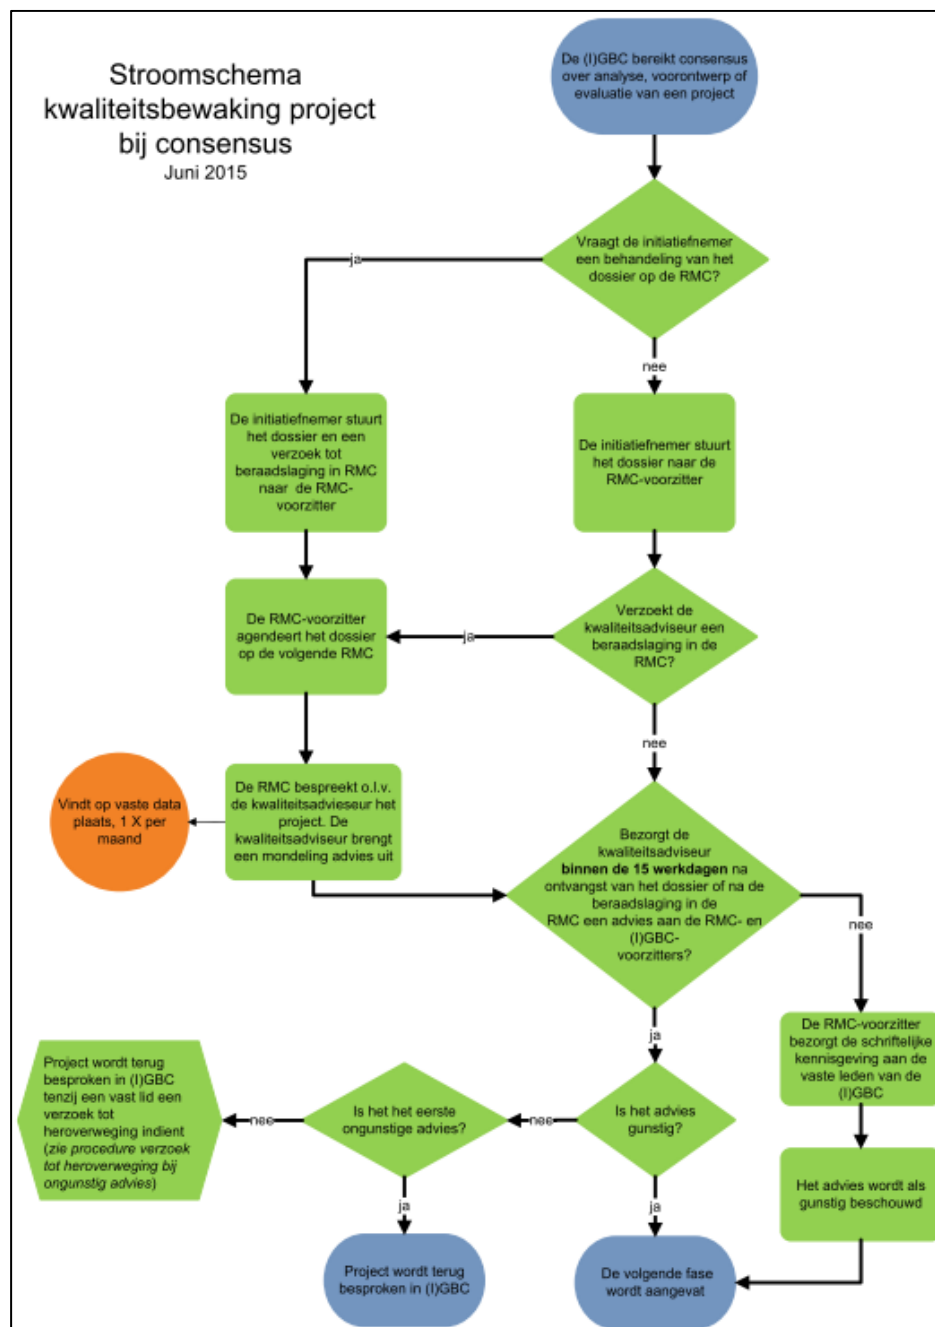 Stroomschema
kwaliteitsbewaking project
bij consensus
Juni 2015
De (I)GBC bereikt consensus
over analyse, voorontwerp of
evaluatie van een project
Vraagt de initiatiefnemer
een behandeling van het
dossier op de RMC?
ja
nee
De initiatiefnemer stuurt
het dossier en een
verzoek tot
beraadslaging in RMC
naar de RMC-
voorzitter
De initiatiefnemer stuurt
het dossier naar de
RMC-voorzitter
De RMC-voorzitter
agendeert het dossier
op de volgende RMC
ja
Verzoekt de
kwaliteitsadviseur een
beraadslaging in de
RMC?
nee
Vindt op vaste data
plaats, 1 X per
maand
De RMC bespreekt o.l.v.
de kwaliteitsadvieseur het
project. De
kwaliteitsadviseur brengt
een mondeling advies uit
Bezorgt de
kwaliteitsadviseur
binnen de 15 werkdagen na
ontvangst van het dossier of na de
beraadslaging in de
RMC een advies aan de RMC- en
(I)GBC-
voorzitters?
nee
ja
De RMC-voorzitter
bezorgt de schriftelijke
kennisgeving aan de
vaste leden van de
(I)GBC
Project wordt terug
besproken in (I)GBC
tenzij een vast lid een
verzoek tot
heroverweging indient
(zie procedure verzoek
tot heroverweging bij
ongunstig advies)
nee
Is het het eerste
ongunstige advies?
nee
Is het advies
gunstig?
Het advies wordt als
gunstig beschouwd
ja
ja
Project wordt terug
besproken in (I)GBC
De volgende fase
wordt aangevat